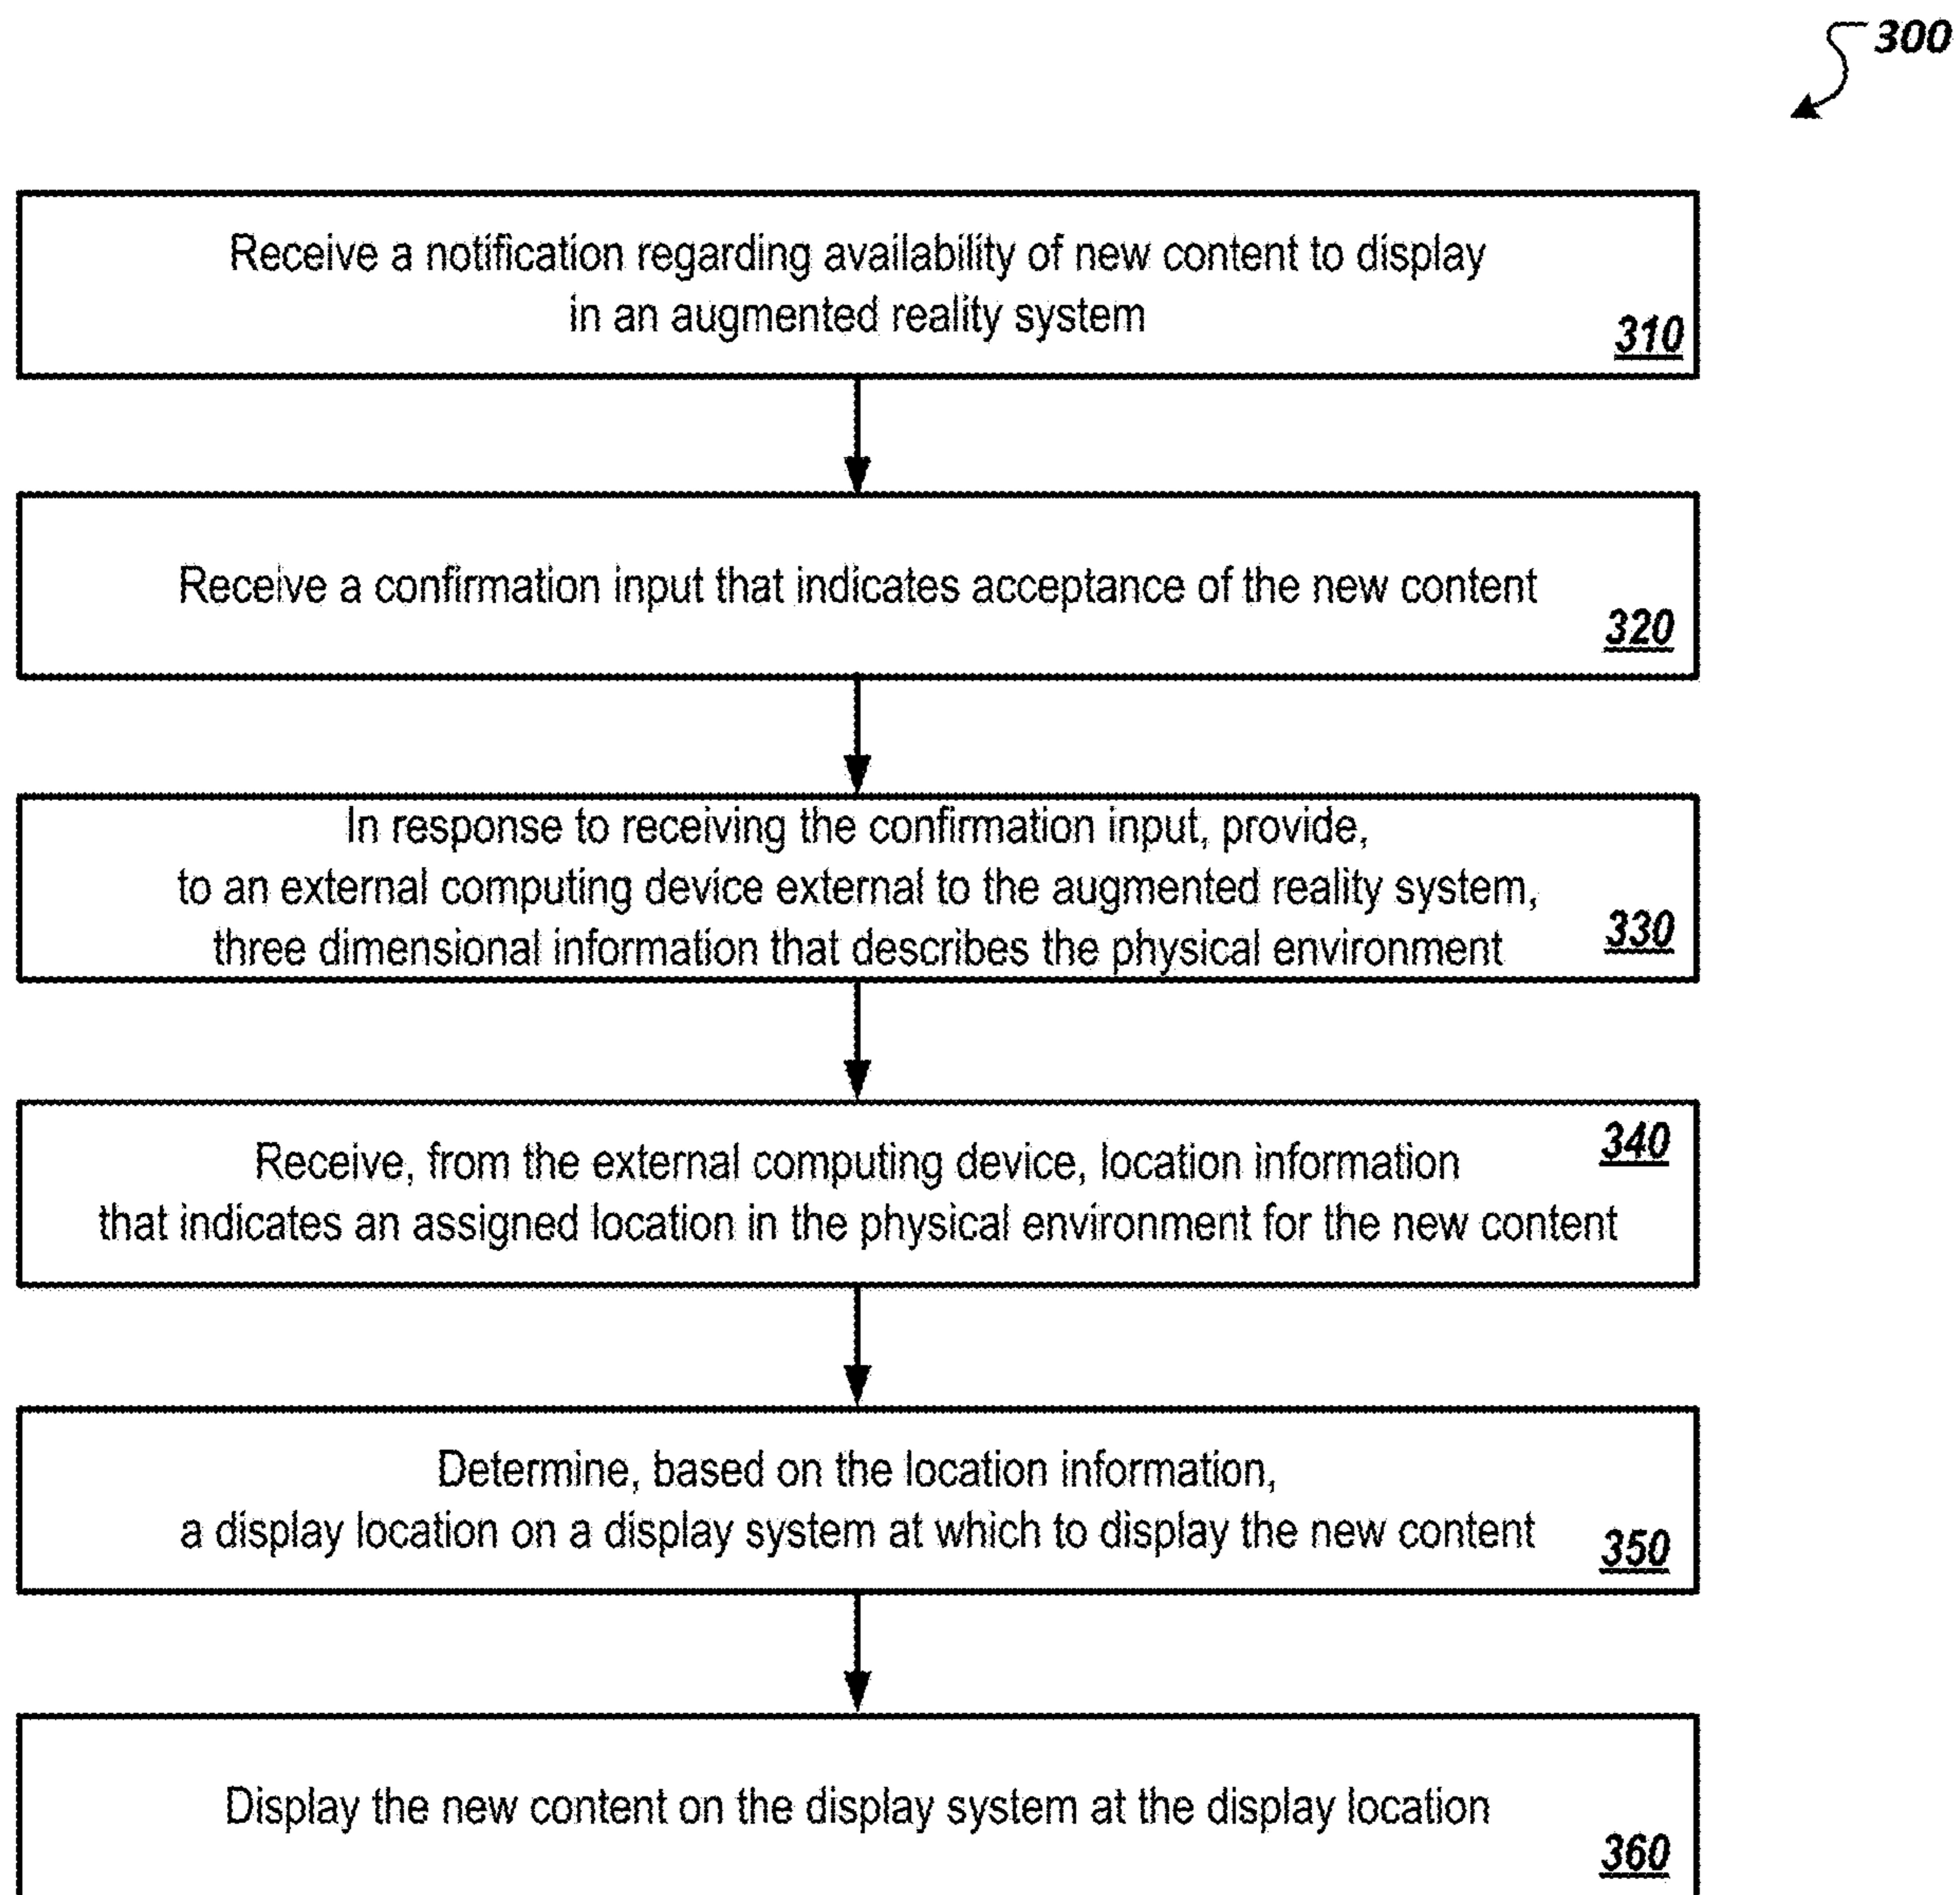 300
Receive a notification regarding availability of new content to display
in an augmented reality system
310
Receive a confirmation input that indicates acceptance of the new content
320
In response to receiving the confirmation input, provide,
to an external computing device external to the augmented reality system,
three dimensional information that describes the physical environment
330
340
Receive, from the external computing device, location information
that indicates an assigned location in the physical environment for the new content
Determine, based on the location information,
a display location on a display system at which to display the new content
350
Display the new content on the display system at the display location
360